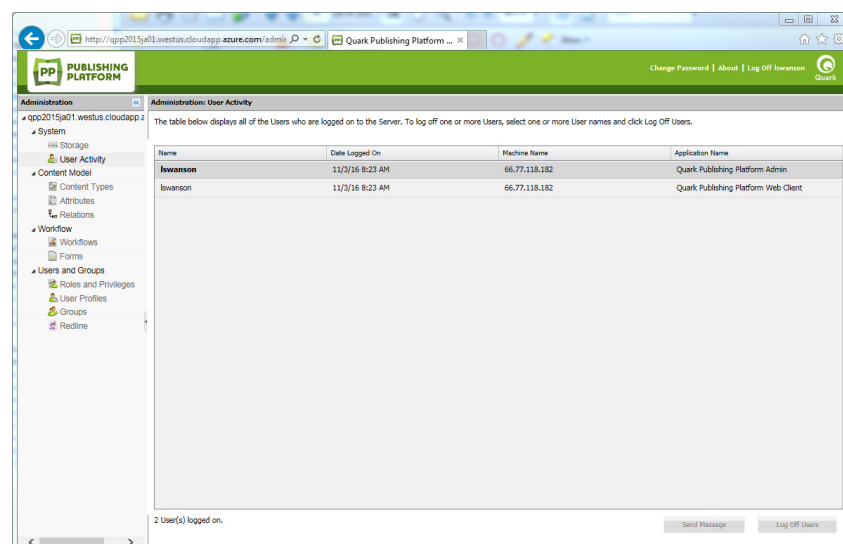 http://qpp2015ja01.westus.cloudapp.azure.com/admin
Quark Publishing Platform ...
PP PUBLISHING PLATFORM
Change Password | About | Log Off lswanson
Quark
Administration
Administration: User Activity
qpp2015ja01.westus.cloudapp.a
The table below displays all of the Users who are logged on to the Server. To log off one or more Users, select one or more User names and click Log Off Users.
System
Storage
User Activity
Content Model
Content Types
Attributes
Relations
Workflow
Workflows
Forms
Users and Groups
Roles and Privileges
User Profiles
Groups
Redline
Name Date Logged On Machine Name Application Name
lswanson 11/3/16 8:23 AM 66.77.118.182 Quark Publishing Platform Admin
lswanson 11/3/16 8:23 AM 66.77.118.182 Quark Publishing Platform Web Client
2 User(s) logged on.
Send Message
Log Off Users